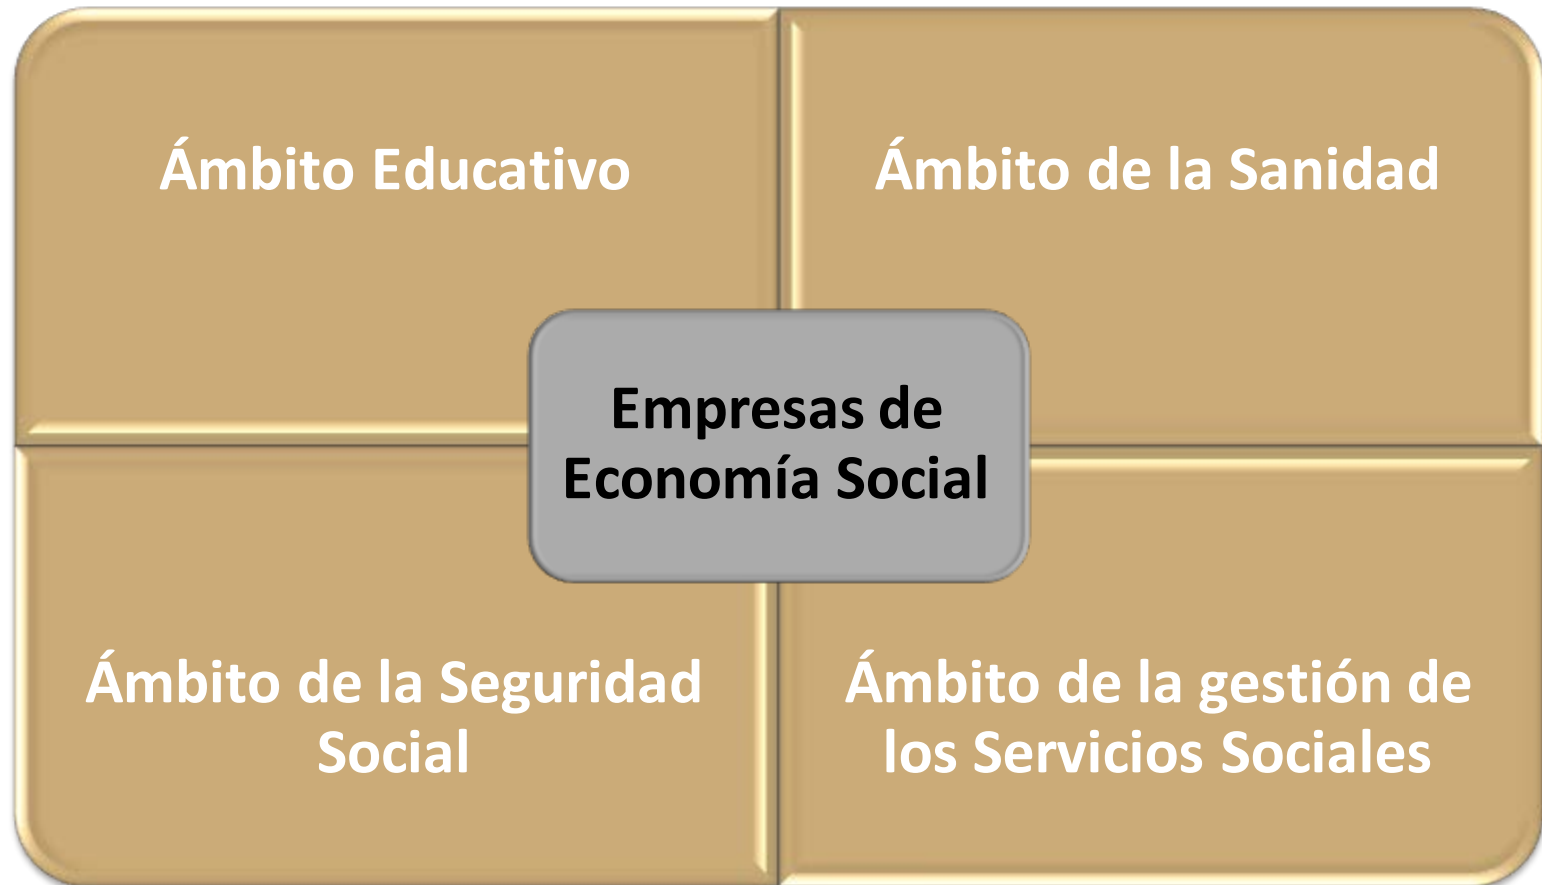 Ámbito Educativo
Ámbito de la Sanidad
Empresas de
Economía Social
Ámbito de la Seguridad
Social
Ámbito de la gestión de
los Servicios Sociales